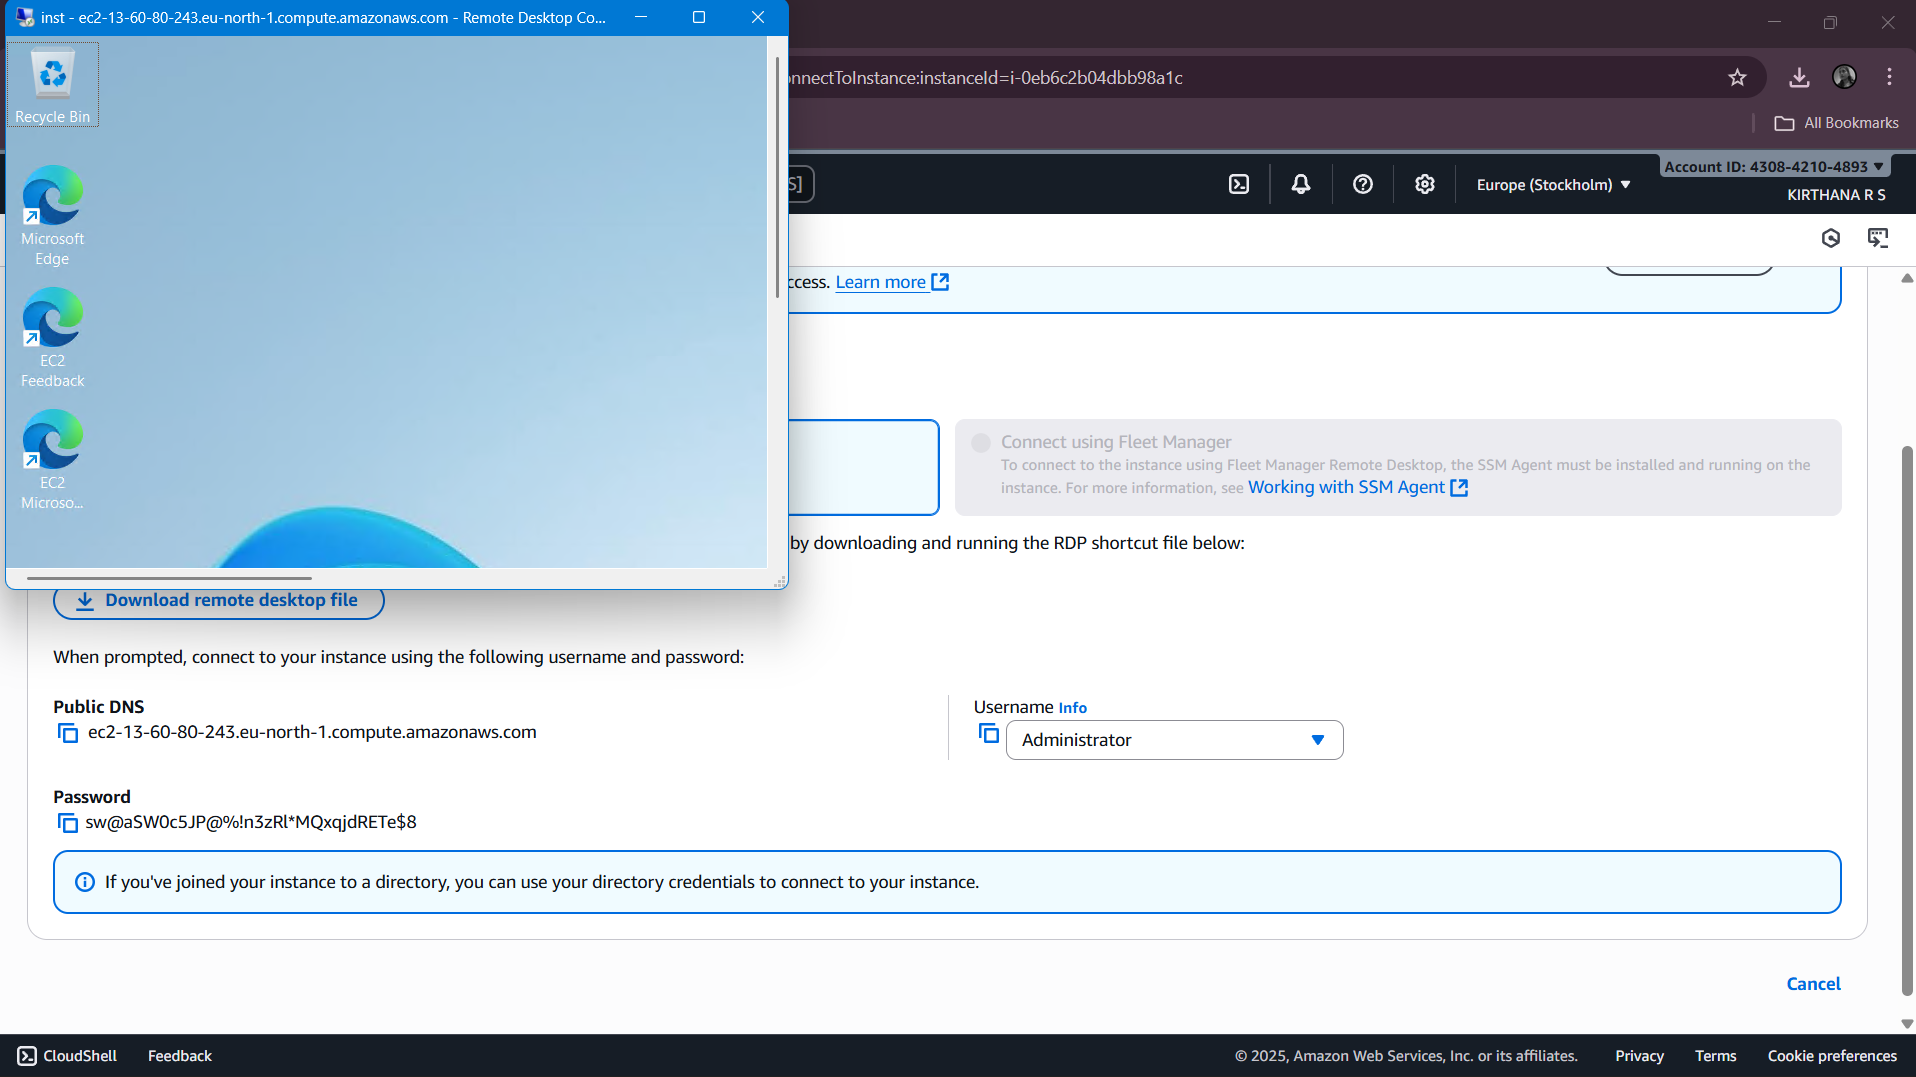 inst - ec2-13-60-80-243.eu-north-1.compute.amazonaws.com - Remote Desktop Co...
Recycle Bin
Microsoft
Edge
EC2
Feedback
EC2
Microso...
onnectToInstance:instanceId=i-0eb6c2b04dbb98a1c
All Bookmarks
S]
Europe (Stockholm)
Account ID: 4308-4210-4893
KIRTHANA R S
ccess. Learn more
Connect using Fleet Manager
To connect to the instance using Fleet Manager Remote Desktop, the SSM Agent must be installed and running on the
instance. For more information, see Working with SSM Agent
by downloading and running the RDP shortcut file below:
Download remote desktop file
When prompted, connect to your instance using the following username and password:
Public DNS
ec2-13-60-80-243.eu-north-1.compute.amazonaws.com
Username Info
Administrator
Password
sw@aSW0c5JP@%!n3zRl*MQxqjdRETe$8
If you've joined your instance to a directory, you can use your directory credentials to connect to your instance.
Cancel
CloudShell
Feedback
© 2025, Amazon Web Services, Inc. or its affiliates.
Privacy
Terms
Cookie preferences